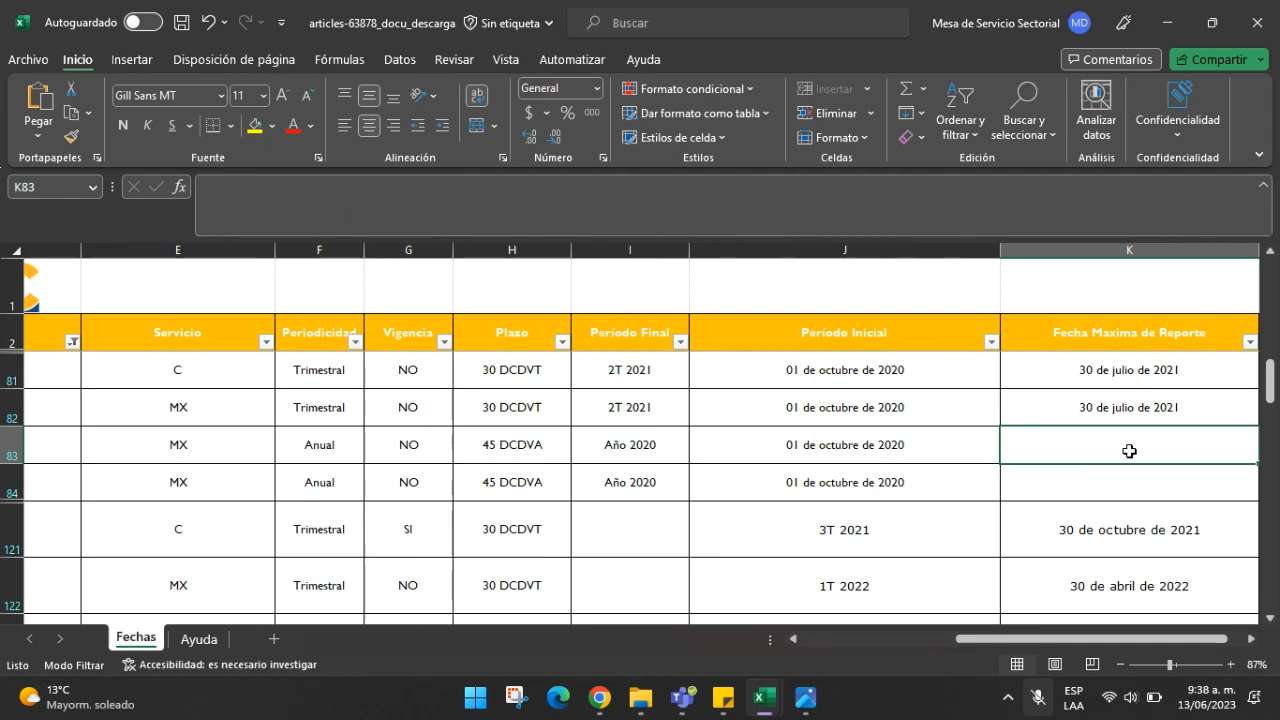 Autoguardado
articles-63878_docu_descarga
Sin etiqueta
Buscar
Mesa de Servicio Sectorial
MD
Archivo Inicio Insertar Disposición de página Fórmulas Datos Revisar Vista Automatizar Ayuda
Comentarios
Compartir
Pegar
Portapapeles
Gill Sans MT
11
N K S
Fuente
Alineación
General
$ % 000
Número
Formato condicional
Dar formato como tabla
Estilos de celda
Estilos
Insertar
Eliminar
Formato
Celdas
Ordenar y filtrar
Buscar y seleccionar
Edición
Analizar datos
Análisis
Confidencialidad
Confidencialidad
K83
fx
E F G H I J K
1
2 Servicio Periodicidad Vigencia Plazo Período Final Período Inicial Fecha Maxima de Reporte
81 C Trimestral NO 30 DCDVT 2T 2021 01 de octubre de 2020 30 de julio de 2021
82 MX Trimestral NO 30 DCDVT 2T 2021 01 de octubre de 2020 30 de julio de 2021
83 MX Anual NO 45 DCDVA Año 2020 01 de octubre de 2020
84 MX Anual NO 45 DCDVA Año 2020 01 de octubre de 2020
121 C Trimestral SI 30 DCDVT 3T 2021 30 de octubre de 2021
122 MX Trimestral NO 30 DCDVT 1T 2022 30 de abril de 2022
Fechas Ayuda
Listo Modo Filtrar Accesibilidad: es necesario investigar
87%
13°C
Mayorm. soleado
ESP
LAA
9:38 a. m.
13/06/2023